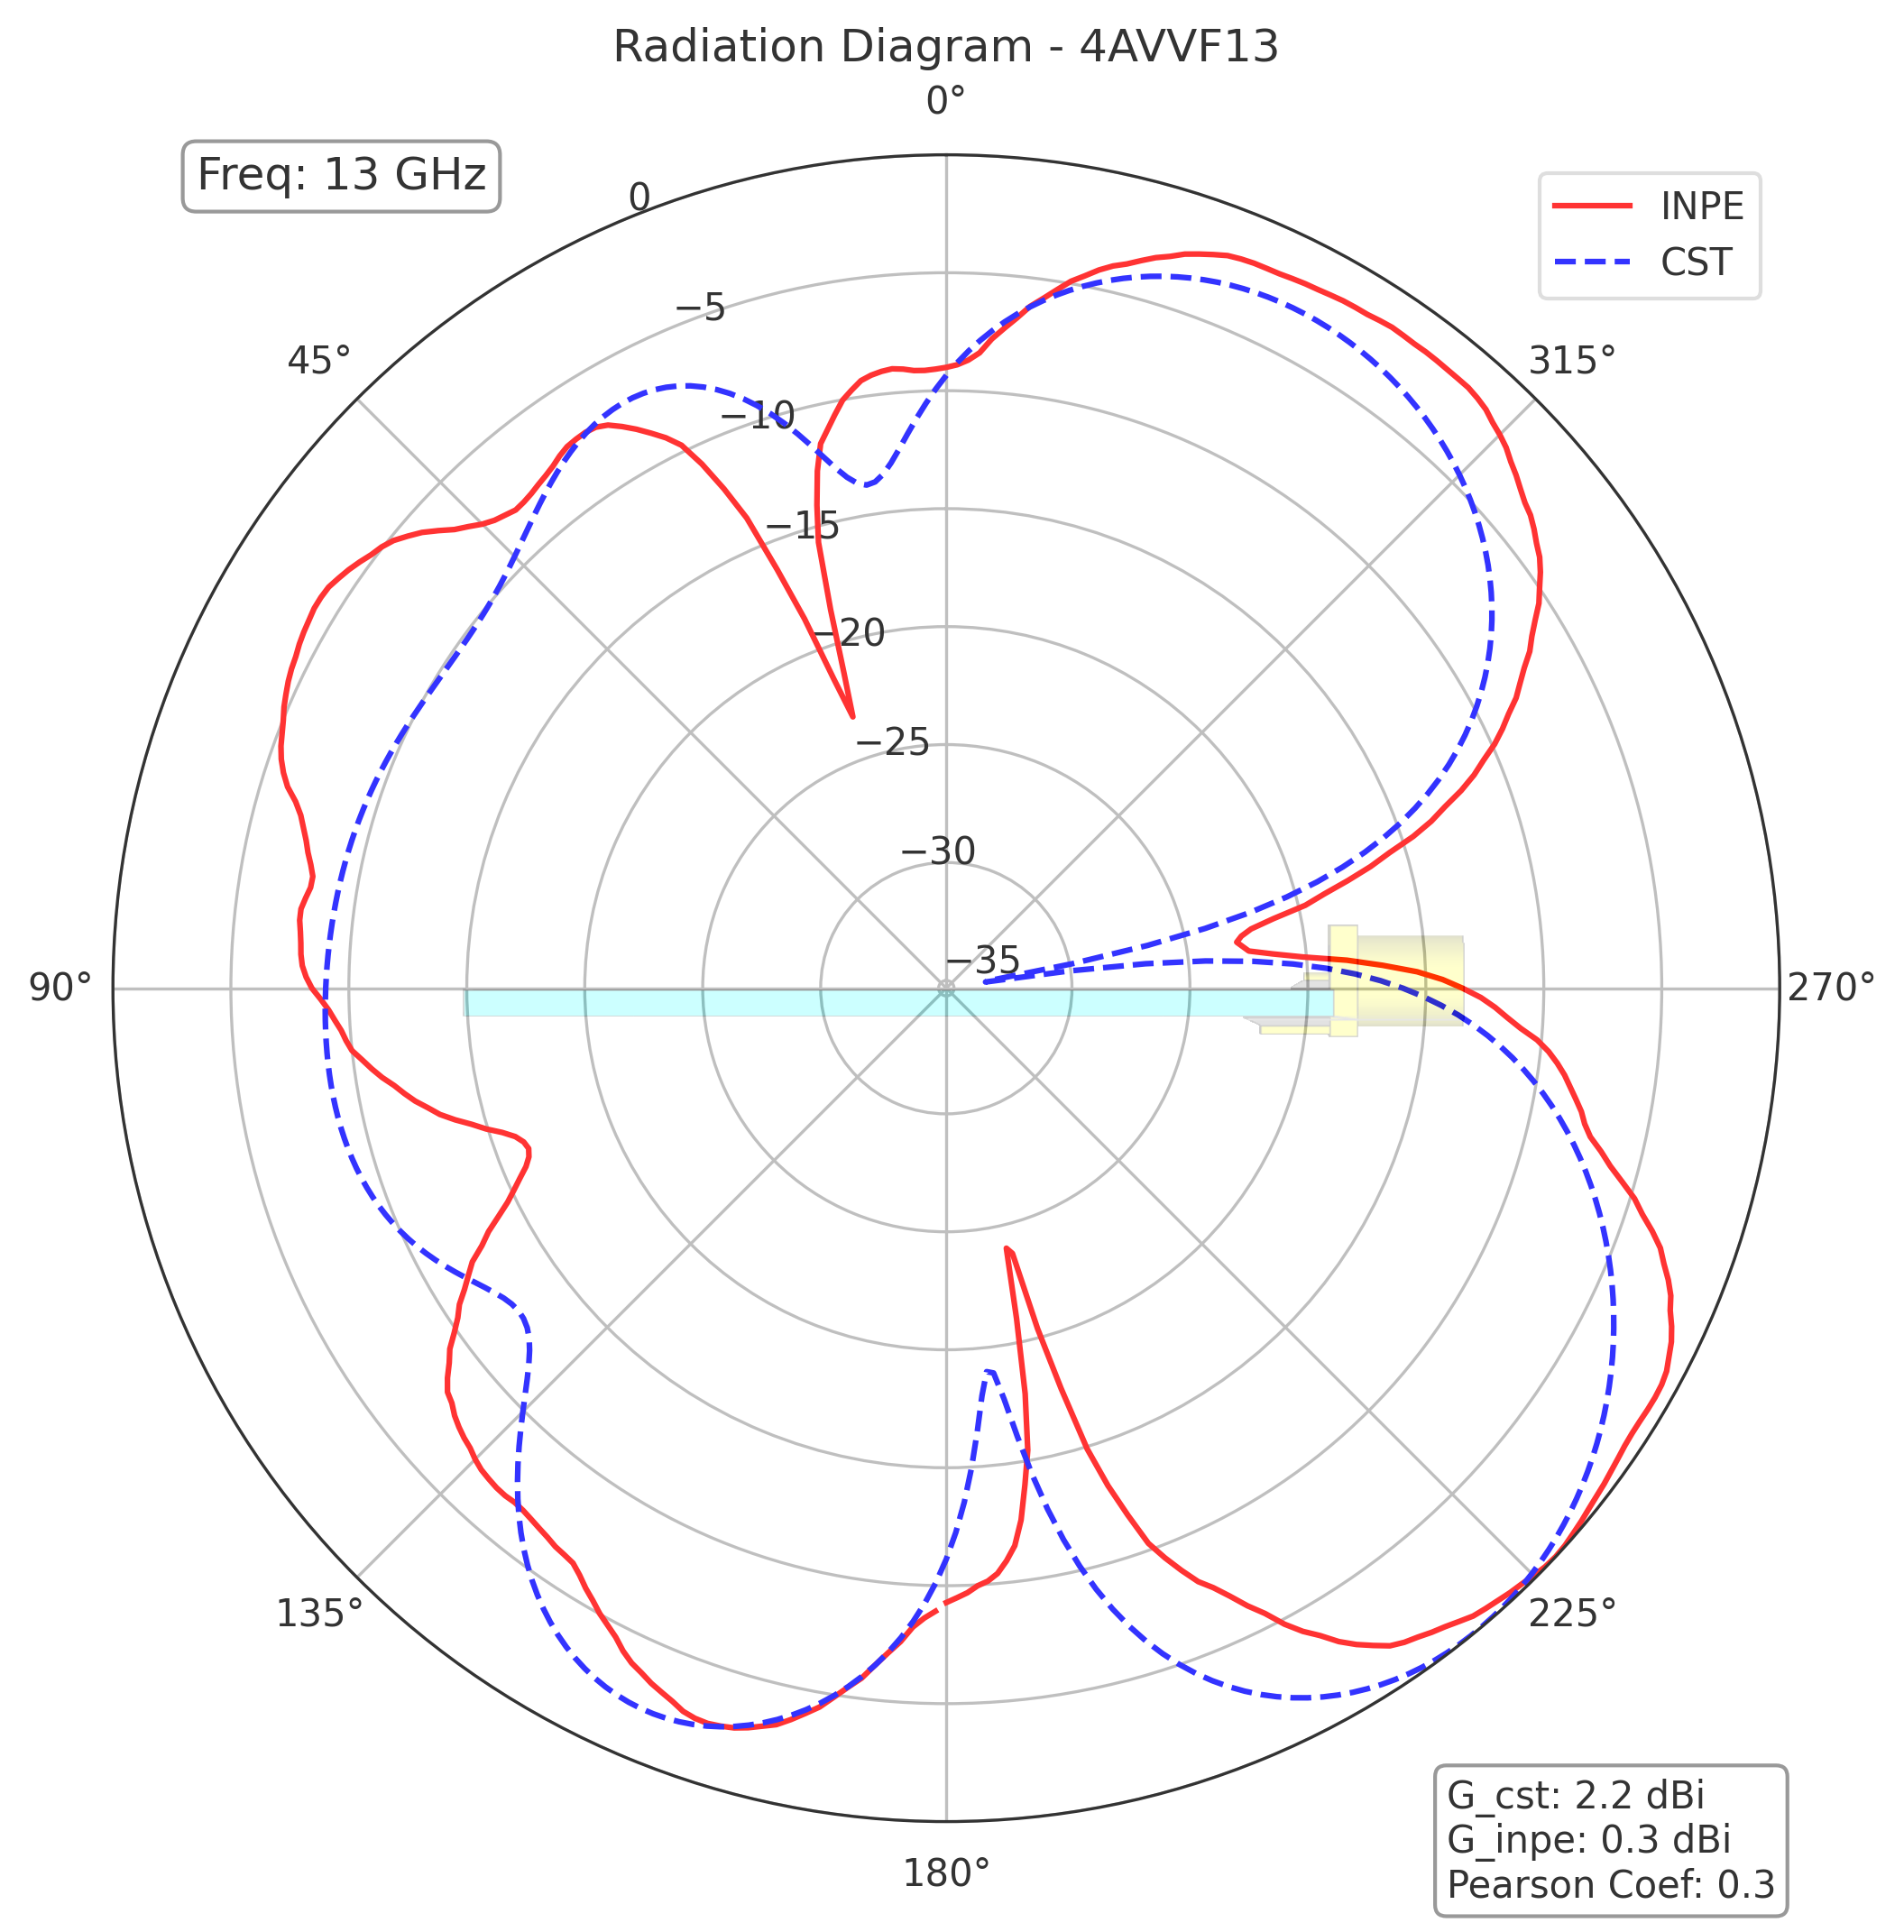 Radiation Diagram - 4AVVF13
0°
Freq: 13 GHz
INPE
CST
0
−5
45°
315°
−10
−15
−20
−25
−30
−35
90°
270°
135°
225°
180°
G_cst: 2.2 dBi
G_inpe: 0.3 dBi
Pearson Coef: 0.3